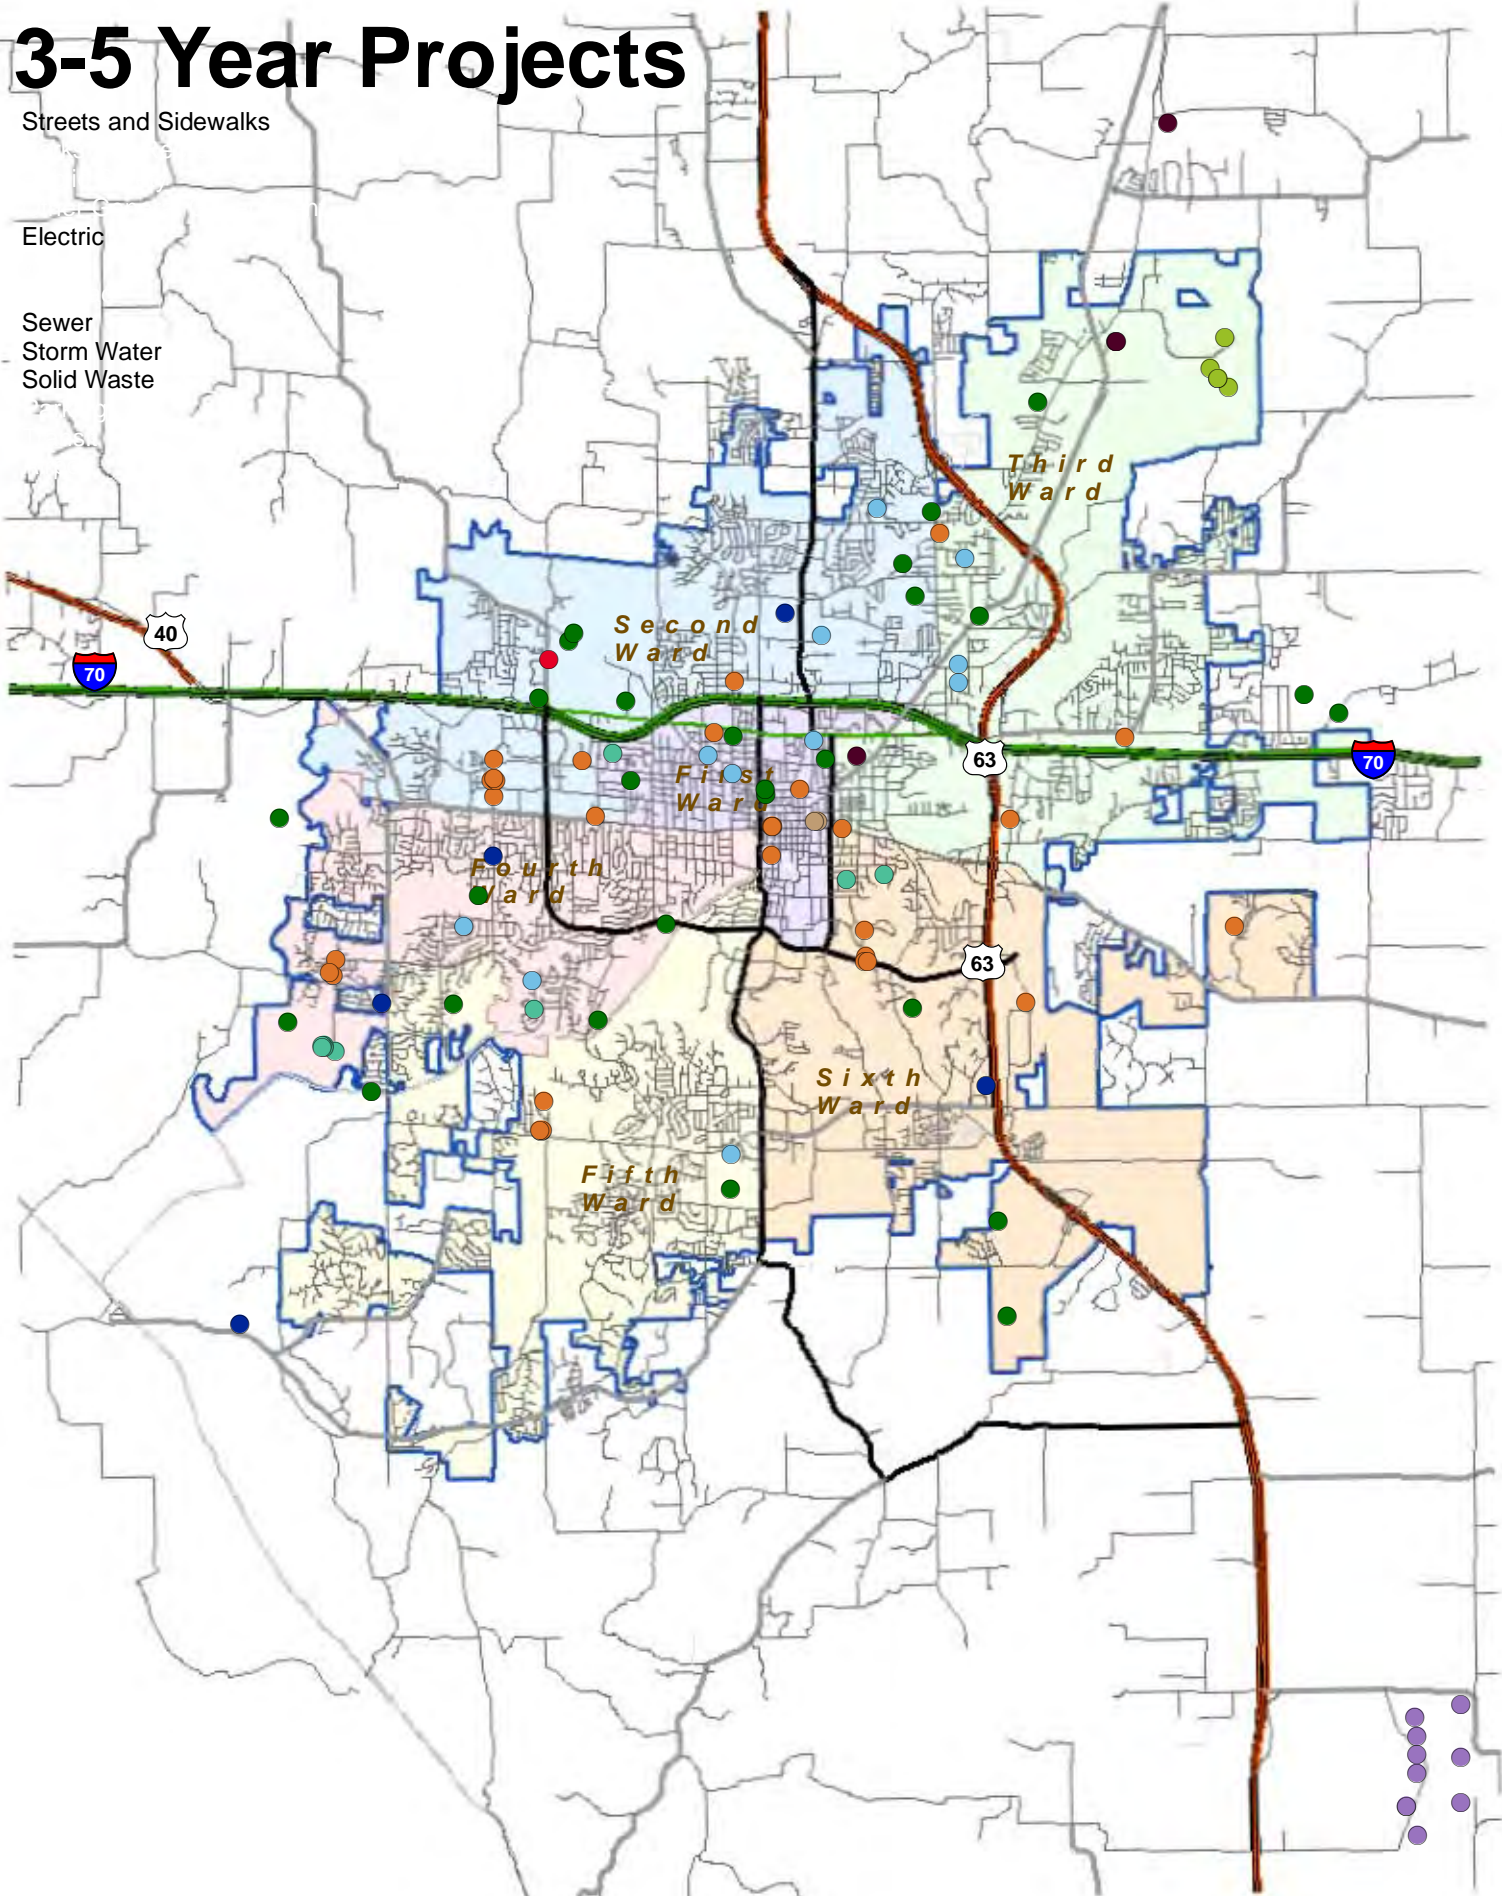 3-5 Year Projects
Streets and Sidewalks
Electric
Sewer
Storm Water
Solid Waste
Third
Ward
40
70
Second
Ward
63
70
First
Ward
Fourth
Ward
63
Sixth
Ward
Fifth
Ward